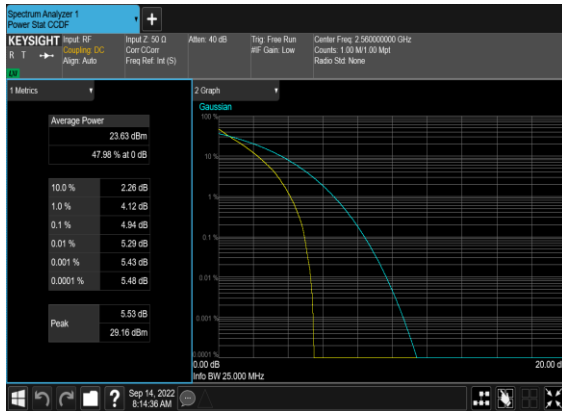 Spectrum Analyzer 1
Power Stat CCDF
KEYSIGHT
R T
Input: RF
Coupling: DC
Align: Auto
Input Z: 50 Ω
Corr CCorr
Freq Ref: Int (S)
Atten: 40 dB
Trig: Free Run
#IF Gain: Low
Center Freq: 2.560000000 GHz
Counts: 1.00 M/1.00 Mpt
Radio Std: None
1 Metrics
Average Power
23.63 dBm
47.98 % at 0 dB
10.0 % 2.26 dB
1.0 % 4.12 dB
0.1 % 4.94 dB
0.01 % 5.29 dB
0.001 % 5.43 dB
0.0001 % 5.48 dB
Peak
5.53 dB
29.16 dBm
2 Graph
Gaussian
100 %
10 %
1 %
0.1 %
0.01 %
0.001 %
0.0001 %
0.00 dB
20.00 d
Info BW 25.000 MHz
?
Sep 14, 2022
8:14:36 AM